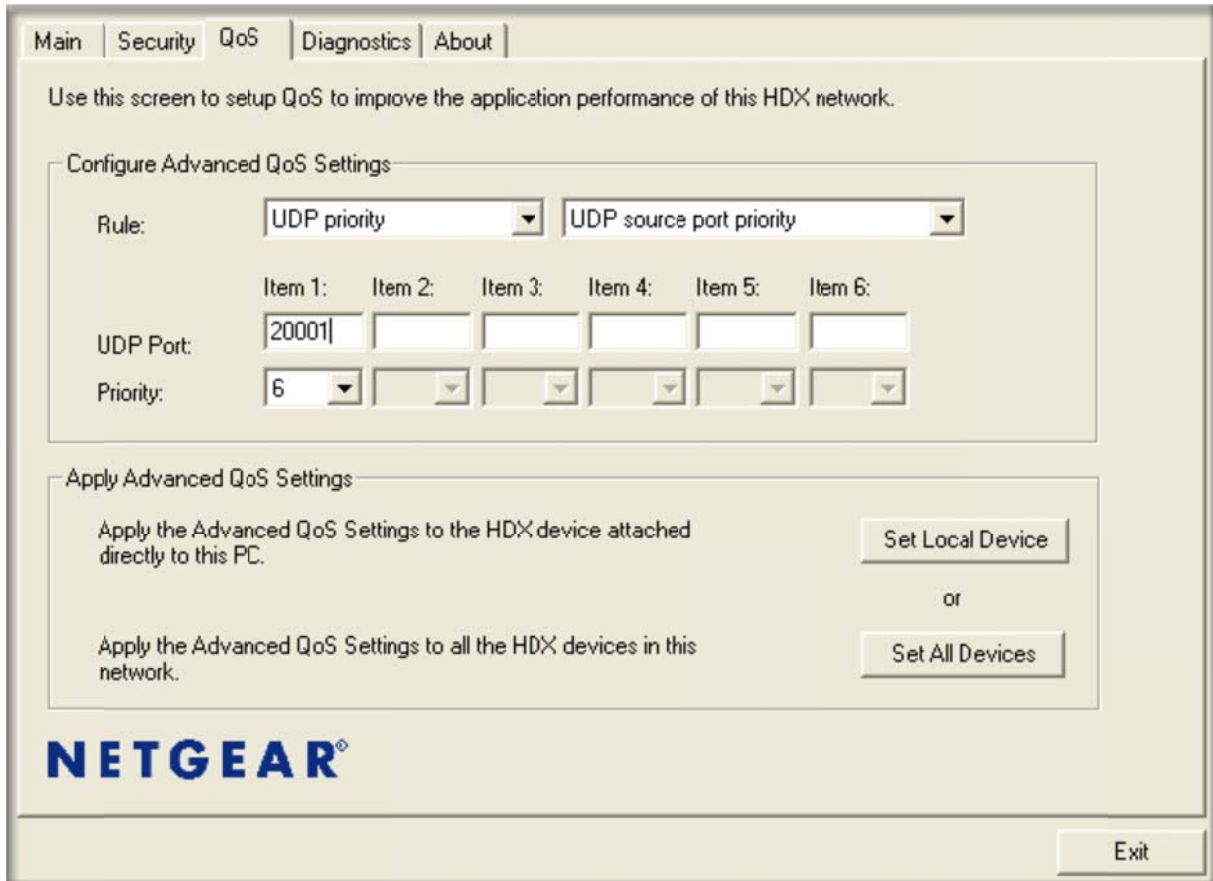 Main Security QoS Diagnostics About
Use this screen to setup QoS to improve the application performance of this HDX network.
Configure Advanced QoS Settings
Rule: UDP priority UDP source port priority
Item 1: Item 2: Item 3: Item 4: Item 5: Item 6:
UDP Port: 20001
Priority: 6
Apply Advanced QoS Settings
Apply the Advanced QoS Settings to the HDX device attached
directly to this PC.
Set Local Device
or
Apply the Advanced QoS Settings to all the HDX devices in this
network.
Set All Devices
NETGEAR®
Exit